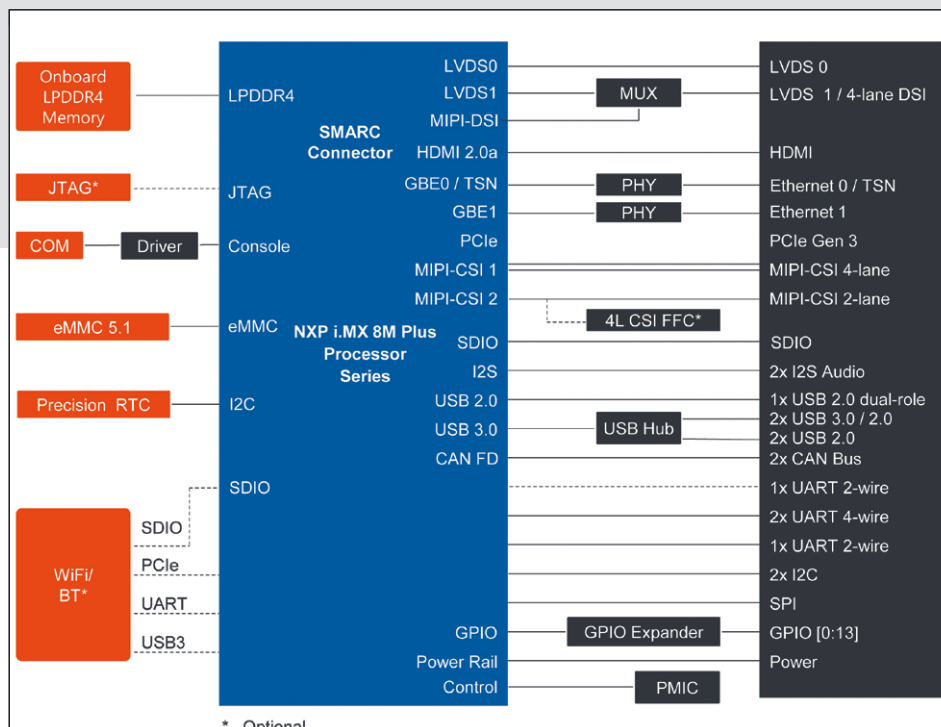 Onboard
LPDDR4
Memory
JTAG*
COM
Driver
eMMC 5.1
Precision RTC
WiFi/
BT*
SDIO
PCIe
UART
USB3
LPDDR4
JTAG
Console
eMMC
I2C
SDIO
SMARC
Connector
NXP i.MX 8M Plus
Processor
Series
LVDS0
LVDS1
MIPI-DSI
HDMI 2.0a
GBE0 / TSN
GBE1
PCIe
MIPI-CSI 1
MIPI-CSI 2
SDIO
I2S
USB 2.0
USB 3.0
CAN FD
GPIO
Power Rail
Control
MUX
PHY
PHY
4L CSI FFC*
USB Hub
GPIO Expander
PMIC
LVDS 0
LVDS 1 / 4-lane DSI
HDMI
Ethernet 0 / TSN
Ethernet 1
PCIe Gen 3
MIPI-CSI 4-lane
MIPI-CSI 2-lane
SDIO
2x I2S Audio
1x USB 2.0 dual-role
2x USB 3.0 / 2.0
2x USB 2.0
2x CAN Bus
1x UART 2-wire
2x UART 4-wire
1x UART 2-wire
2x I2C
SPI
GPIO [0:13]
Power
* Optional